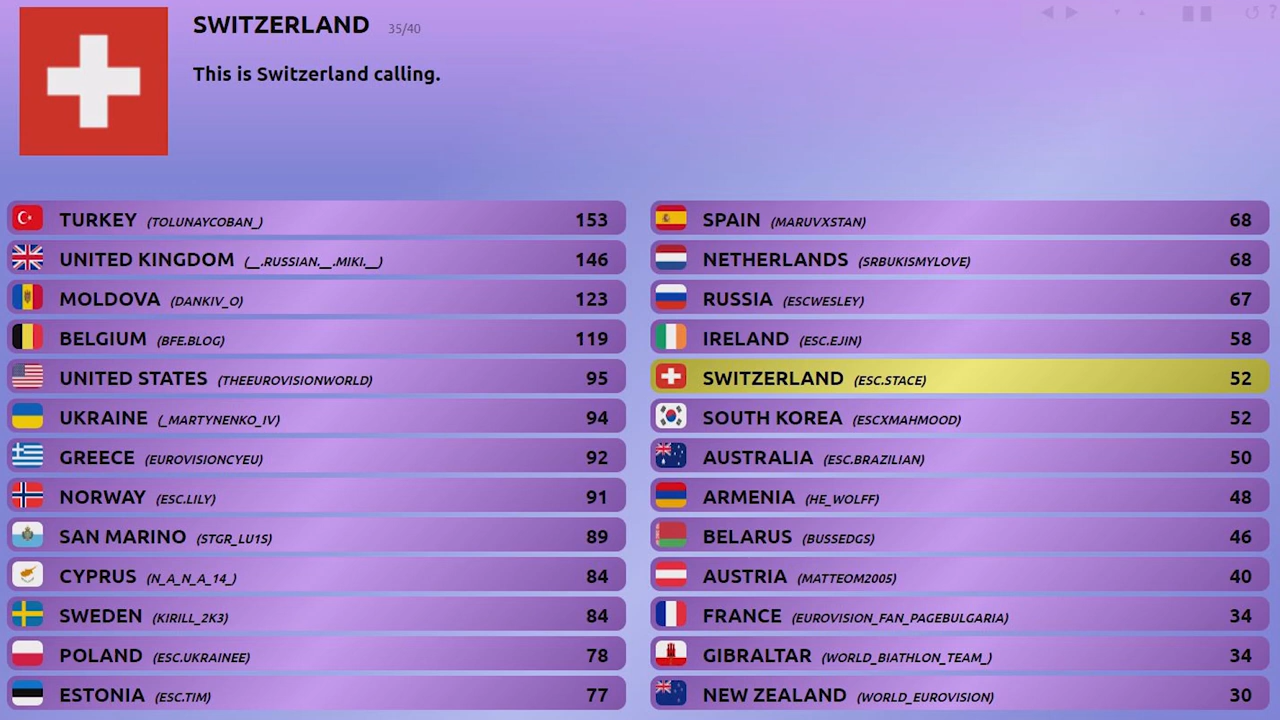 SWITZERLAND 35/40
This is Switzerland calling.
TURKEY (TOLUNAYCOBAN_) 153
UNITED KINGDOM (__.RUSSIAN.__.MIKI.__) 146
MOLDOVA (DANKIV_O) 123
BELGIUM (BFE.BLOG) 119
UNITED STATES (THEEUROVISIONWORLD) 95
UKRAINE (_MARTYNENKO_IV) 94
GREECE (EUROVISIONCYEU) 92
NORWAY (ESC.LILY) 91
SAN MARINO (STGR_LU1S) 89
CYPRUS (N_A_N_A_14_) 84
SWEDEN (KIRILL_2K3) 84
POLAND (ESC.UKRAINEE) 78
ESTONIA (ESC.TIM) 77
SPAIN (MARUVXSTAN) 68
NETHERLANDS (SRBUKISMYLOVE) 68
RUSSIA (ESCWESLEY) 67
IRELAND (ESC.EJIN) 58
SWITZERLAND (ESC.STACE) 52
SOUTH KOREA (ESCXMAHMOOD) 52
AUSTRALIA (ESC.BRAZILIAN) 50
ARMENIA (HE_WOLFF) 48
BELARUS (BUSSEDGS) 46
AUSTRIA (MATTEOM2005) 40
FRANCE (EUROVISION_FAN_PAGEBULGARIA) 34
GIBRALTAR (WORLD_BIATHLON_TEAM_) 34
NEW ZEALAND (WORLD_EUROVISION) 30